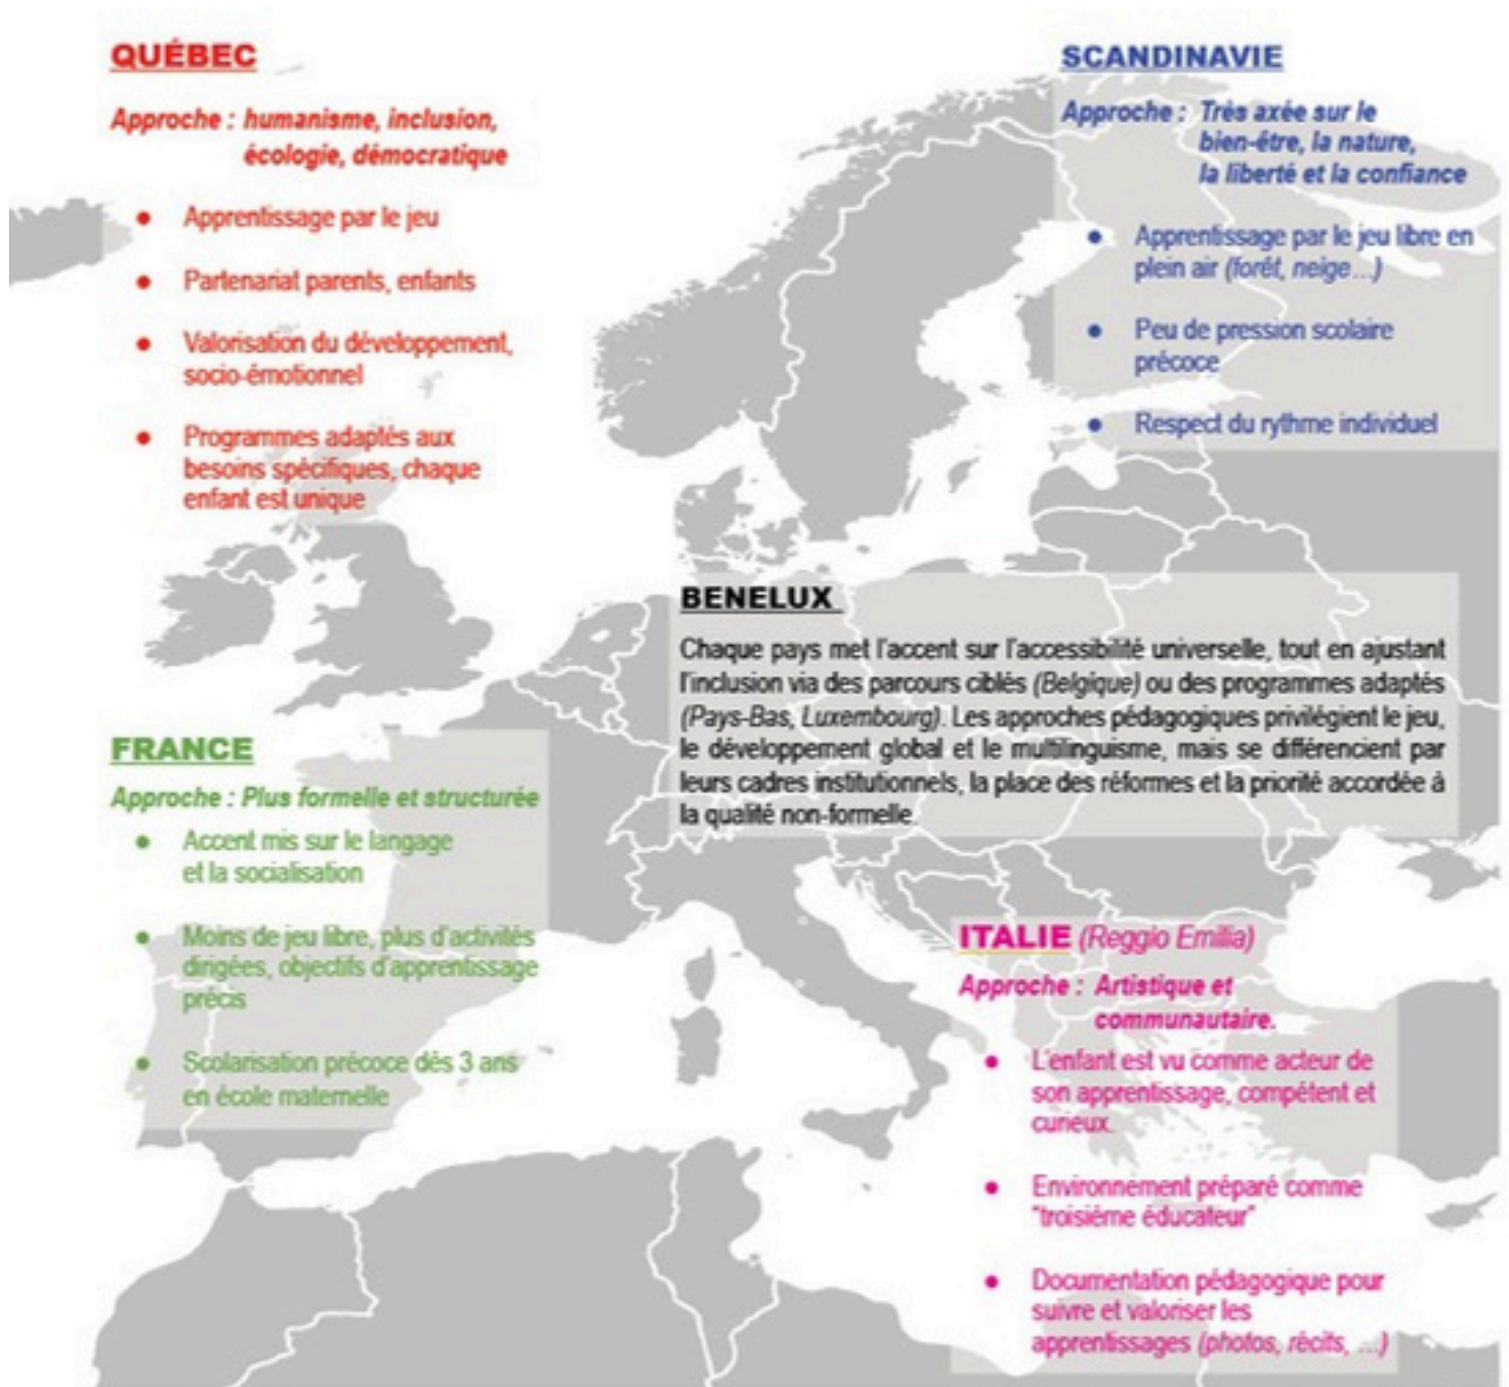 QUÉBEC
Approche : humanisme, inclusion,
écologie, démocratique
● Apprentissage par le jeu
● Partenariat parents, enfants
● Valorisation du développement,
socio-émotionnel
● Programmes adaptés aux
besoins spécifiques, chaque
enfant est unique
SCANDINAVIE
Approche : Très axée sur le
bien-être, la nature,
la liberté et la confiance
● Apprentissage par le jeu libre en
plein air (forêt, neige…)
● Peu de pression scolaire
précoce
● Respect du rythme individuel
BENELUX
Chaque pays met l'accent sur l'accessibilité universelle, tout en ajustant
l'inclusion via des parcours ciblés (Belgique) ou des programmes adaptés
(Pays-Bas, Luxembourg). Les approches pédagogiques privilégient le jeu,
le développement global et le multilinguisme, mais se différencient par
leurs cadres institutionnels, la place des réformes et la priorité accordée à
la qualité non-formelle.
FRANCE
Approche : Plus formelle et structurée
● Accent mis sur le langage
et la socialisation
● Moins de jeu libre, plus d'activités
dirigées, objectifs d'apprentissage
précis
● Scolarisation précoce dès 3 ans
en école maternelle
ITALIE (Reggio Emilia)
Approche : Artistique et
communautaire.
● L'enfant est vu comme acteur de
son apprentissage, compétent et
curieux.
● Environnement préparé comme
"troisième éducateur"
● Documentation pédagogique pour
suivre et valoriser les
apprentissages (photos, récits, …)